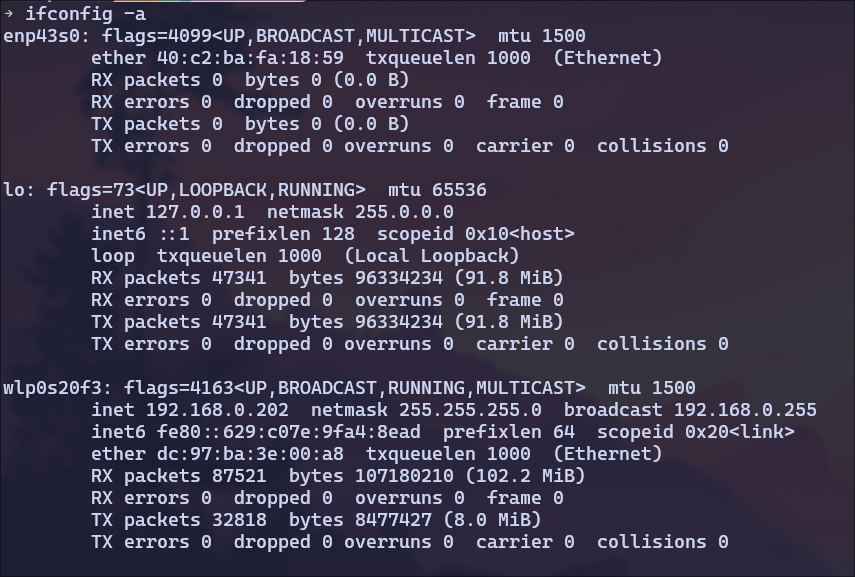 → ifconfig -a
enp43s0: flags=4099<UP,BROADCAST,MULTICAST>  mtu 1500
        ether 40:c2:ba:fa:18:59  txqueuelen 1000  (Ethernet)
        RX packets 0  bytes 0 (0.0 B)
        RX errors 0  dropped 0  overruns 0  frame 0
        TX packets 0  bytes 0 (0.0 B)
        TX errors 0  dropped 0 overruns 0  carrier 0  collisions 0

lo: flags=73<UP,LOOPBACK,RUNNING>  mtu 65536
        inet 127.0.0.1  netmask 255.0.0.0
        inet6 ::1  prefixlen 128  scopeid 0x10<host>
        loop  txqueuelen 1000  (Local Loopback)
        RX packets 47341  bytes 96334234 (91.8 MiB)
        RX errors 0  dropped 0  overruns 0  frame 0
        TX packets 47341  bytes 96334234 (91.8 MiB)
        TX errors 0  dropped 0 overruns 0  carrier 0  collisions 0

wlp0s20f3: flags=4163<UP,BROADCAST,RUNNING,MULTICAST>  mtu 1500
        inet 192.168.0.202  netmask 255.255.255.0  broadcast 192.168.0.255
        inet6 fe80::629:c07e:9fa4:8ead  prefixlen 64  scopeid 0x20<link>
        ether dc:97:ba:3e:00:a8  txqueuelen 1000  (Ethernet)
        RX packets 87521  bytes 107180210 (102.2 MiB)
        RX errors 0  dropped 0  overruns 0  frame 0
        TX packets 32818  bytes 8477427 (8.0 MiB)
        TX errors 0  dropped 0 overruns 0  carrier 0  collisions 0